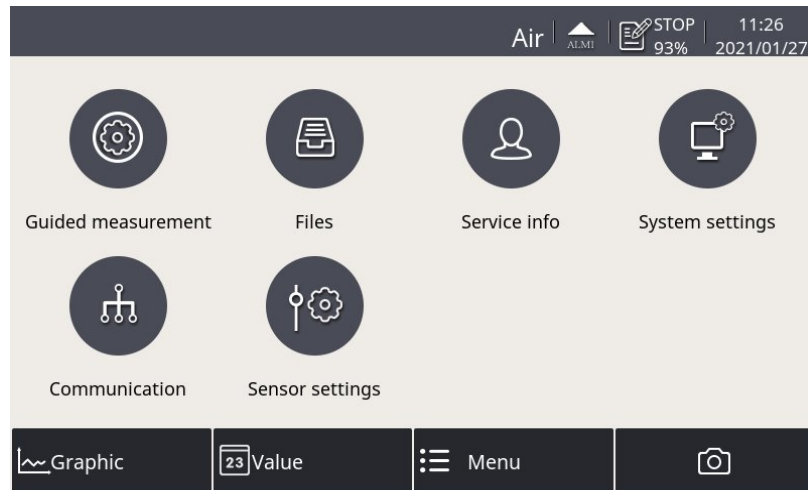 Air
ALMI
STOP
93%
11:26
2021/01/27
Guided measurement
Files
Service info
System settings
Communication
Sensor settings
Graphic
23
Value
Menu